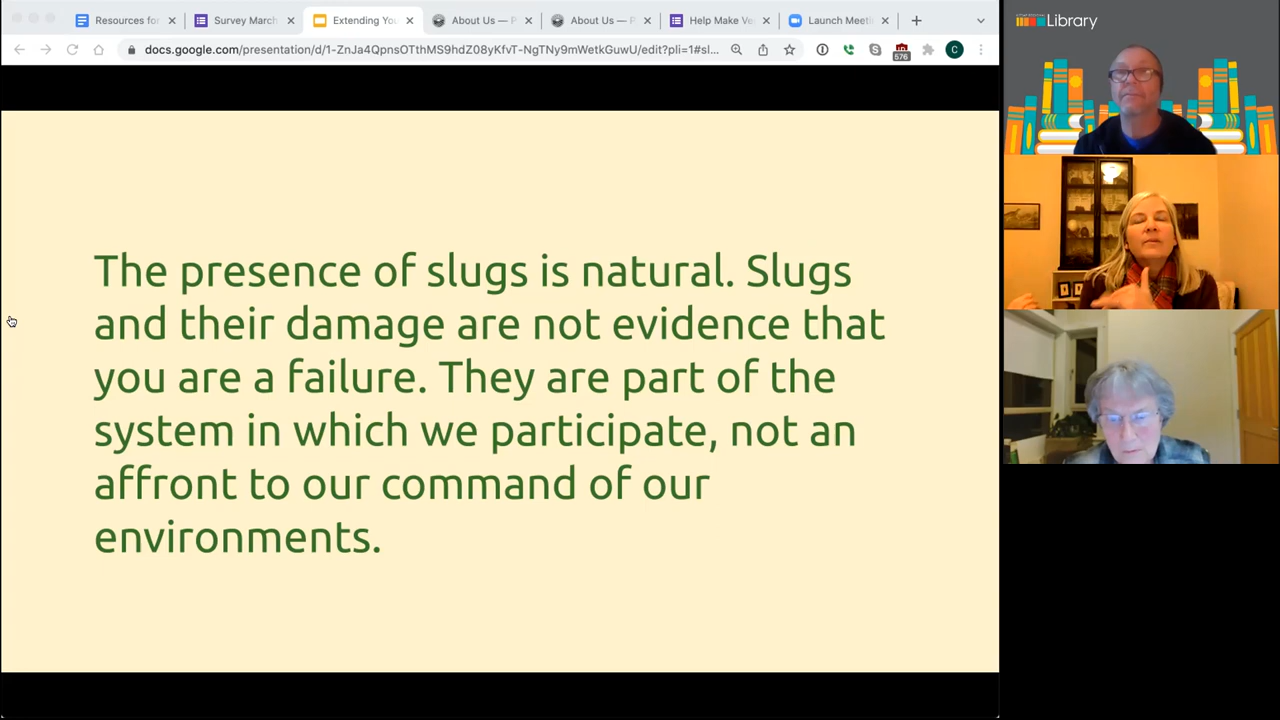 Resources for
Survey March
Extending You
About Us — P
About Us — P
Help Make Ve
Launch Meeti
docs.google.com/presentation/d/1-ZnJa4QpnsOTthMS9hdZ08yKfvT-NgTNy9mWetkGuwU/edit?pli=1#sl...
576
C
Library
The presence of slugs is natural. Slugs
and their damage are not evidence that
you are a failure. They are part of the
system in which we participate, not an
affront to our command of our
environments.